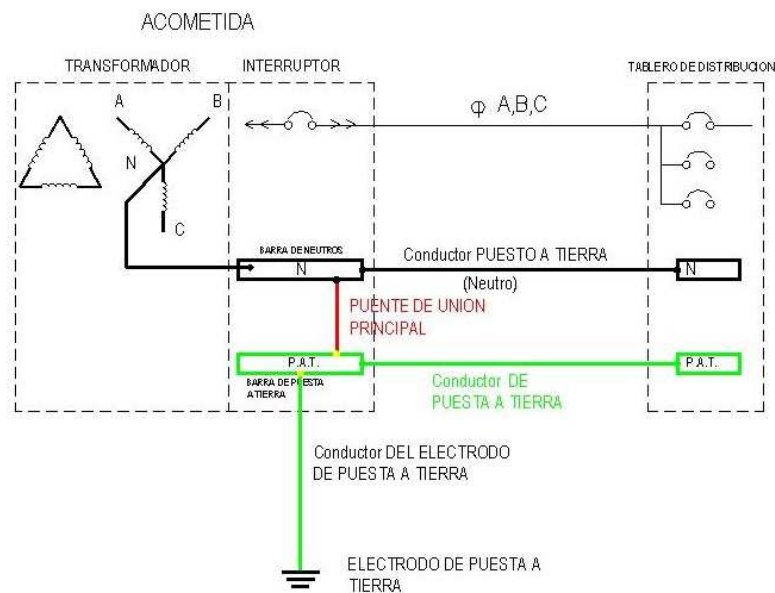 ACOMETIDA
TRANSFORMADOR
INTERRUPTOR
TABLERO DE DISTRIBUCION
A
B
N
C
Φ A,B,C
BARRA DE NEUTROS
N
Conductor PUESTO A TIERRA
(Neutro)
N
PUENTE DE UNION
PRINCIPAL
P.A.T.
BARRA DE PUESTA
A TIERRA
Conductor DE
PUESTA A TIERRA
P.A.T.
Conductor DEL ELECTRODO
DE PUESTA A TIERRA
ELECTRODO DE PUESTA A
TIERRA